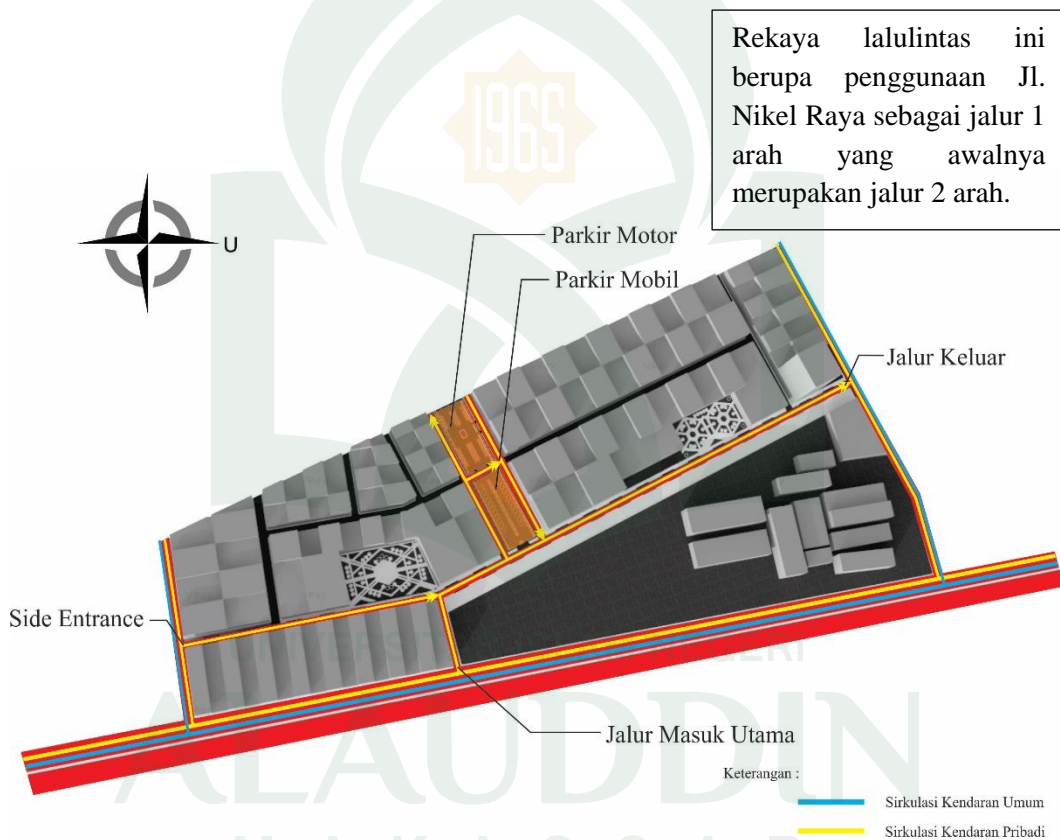 Rekaya lalulintas ini
berupa penggunaan Jl.
Nikel Raya sebagai jalur 1
arah yang awalnya
merupakan jalur 2 arah.
1965
U
Parkir Motor
Parkir Mobil
Jalur Keluar
Side Entrance
Jalur Masuk Utama
ALAUDDIN
Keterangan :
Sirkulasi Kendaran Umum
Sirkulasi Kendaran Pribadi